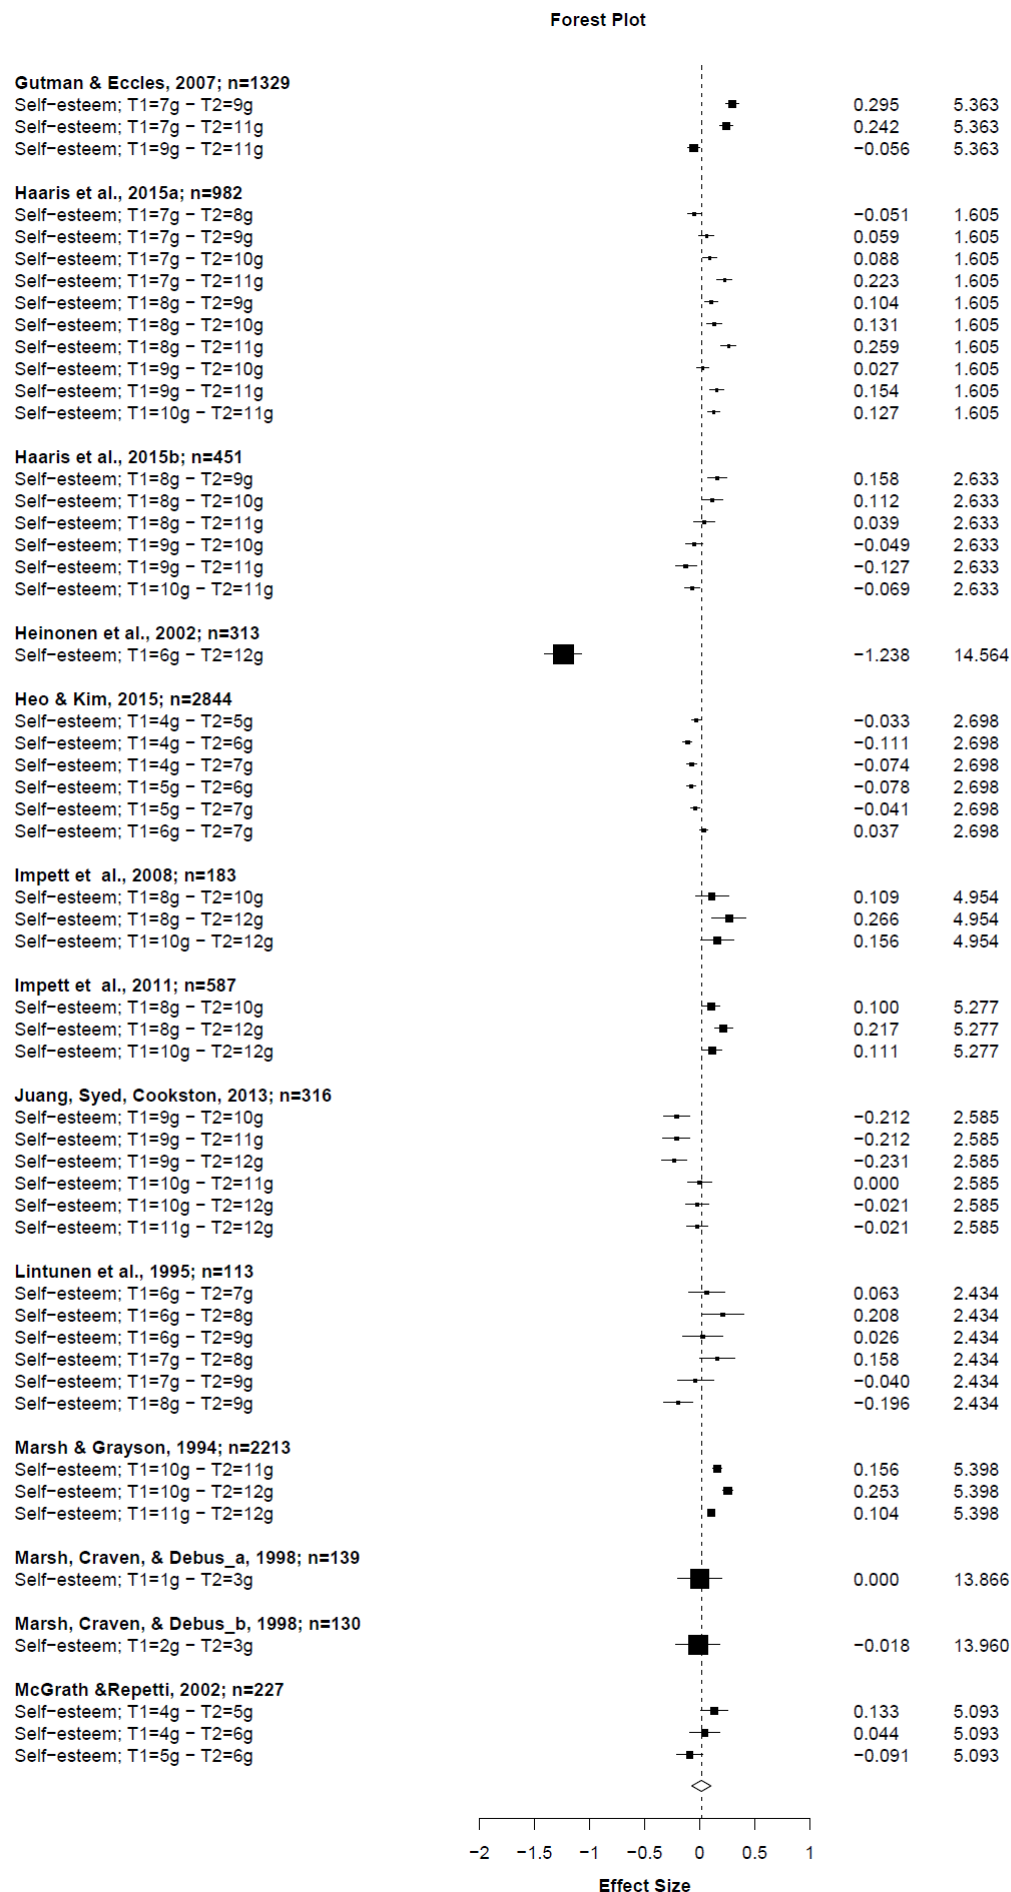 Forest Plot
Gutman & Eccles, 2007; n=1329
Self−esteem; T1=7g − T2=9g 0.295 5.363
Self−esteem; T1=7g − T2=11g 0.242 5.363
Self−esteem; T1=9g − T2=11g −0.056 5.363
Haaris et al., 2015a; n=982
Self−esteem; T1=7g − T2=8g −0.051 1.605
Self−esteem; T1=7g − T2=9g 0.059 1.605
Self−esteem; T1=7g − T2=10g 0.088 1.605
Self−esteem; T1=7g − T2=11g 0.223 1.605
Self−esteem; T1=8g − T2=9g 0.104 1.605
Self−esteem; T1=8g − T2=10g 0.131 1.605
Self−esteem; T1=8g − T2=11g 0.259 1.605
Self−esteem; T1=9g − T2=10g 0.027 1.605
Self−esteem; T1=9g − T2=11g 0.154 1.605
Self−esteem; T1=10g − T2=11g 0.127 1.605
Haaris et al., 2015b; n=451
Self−esteem; T1=8g − T2=9g 0.158 2.633
Self−esteem; T1=8g − T2=10g 0.112 2.633
Self−esteem; T1=8g − T2=11g 0.039 2.633
Self−esteem; T1=9g − T2=10g −0.049 2.633
Self−esteem; T1=9g − T2=11g −0.127 2.633
Self−esteem; T1=10g − T2=11g −0.069 2.633
Heinonen et al., 2002; n=313
Self−esteem; T1=6g − T2=12g −1.238 14.564
Heo & Kim, 2015; n=2844
Self−esteem; T1=4g − T2=5g −0.033 2.698
Self−esteem; T1=4g − T2=6g −0.111 2.698
Self−esteem; T1=4g − T2=7g −0.074 2.698
Self−esteem; T1=5g − T2=6g −0.078 2.698
Self−esteem; T1=5g − T2=7g −0.041 2.698
Self−esteem; T1=6g − T2=7g 0.037 2.698
Impett et al., 2008; n=183
Self−esteem; T1=8g − T2=10g 0.109 4.954
Self−esteem; T1=8g − T2=12g 0.266 4.954
Self−esteem; T1=10g − T2=12g 0.156 4.954
Impett et al., 2011; n=587
Self−esteem; T1=8g − T2=10g 0.100 5.277
Self−esteem; T1=8g − T2=12g 0.217 5.277
Self−esteem; T1=10g − T2=12g 0.111 5.277
Juang, Syed, Cookston, 2013; n=316
Self−esteem; T1=9g − T2=10g −0.212 2.585
Self−esteem; T1=9g − T2=11g −0.212 2.585
Self−esteem; T1=9g − T2=12g −0.231 2.585
Self−esteem; T1=10g − T2=11g 0.000 2.585
Self−esteem; T1=10g − T2=12g −0.021 2.585
Self−esteem; T1=11g − T2=12g −0.021 2.585
Lintunen et al., 1995; n=113
Self−esteem; T1=6g − T2=7g 0.063 2.434
Self−esteem; T1=6g − T2=8g 0.208 2.434
Self−esteem; T1=6g − T2=9g 0.026 2.434
Self−esteem; T1=7g − T2=8g 0.158 2.434
Self−esteem; T1=7g − T2=9g −0.040 2.434
Self−esteem; T1=8g − T2=9g −0.196 2.434
Marsh & Grayson, 1994; n=2213
Self−esteem; T1=10g − T2=11g 0.156 5.398
Self−esteem; T1=10g − T2=12g 0.253 5.398
Self−esteem; T1=11g − T2=12g 0.104 5.398
Marsh, Craven, & Debus_a, 1998; n=139
Self−esteem; T1=1g − T2=3g 0.000 13.866
Marsh, Craven, & Debus_b, 1998; n=130
Self−esteem; T1=2g − T2=3g −0.018 13.960
McGrath &Repetti, 2002; n=227
Self−esteem; T1=4g − T2=5g 0.133 5.093
Self−esteem; T1=4g − T2=6g 0.044 5.093
Self−esteem; T1=5g − T2=6g −0.091 5.093
−2 −1.5 −1 −0.5 0 0.5 1
Effect Size